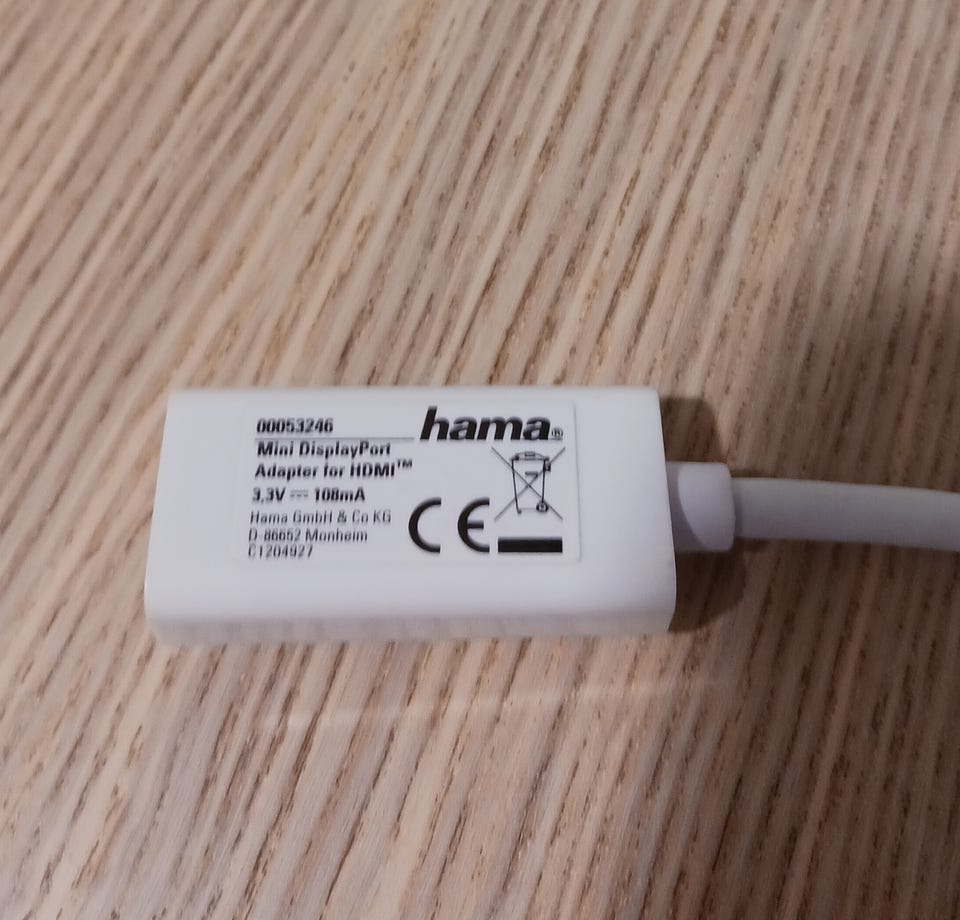 00053246
hama®
Mini DisplayPort
Adapter for HDMI™
3,3V ⎓ 108mA
Hama GmbH & Co KG
D-86652 Monheim
C1204927
CE